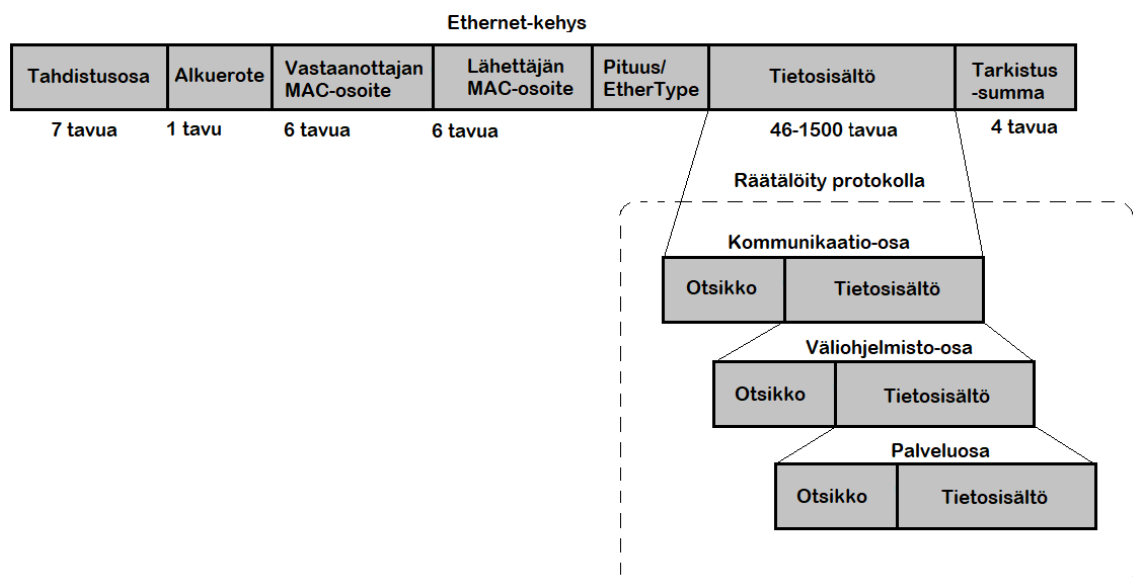 Ethernet-kehys
Tahdistusosa
Alkuerote
Vastaanottajan
MAC-osoite
Lähettäjän
MAC-osoite
Pituus/
EtherType
Tietosisältö
Tarkistus
-summa
7 tavua
1 tavu
6 tavua
6 tavua
46-1500 tavua
4 tavua
Räätälöity protokolla
Kommunikaatio-osa
Otsikko
Tietosisältö
Väliohjelmisto-osa
Otsikko
Tietosisältö
Palveluosa
Otsikko
Tietosisältö